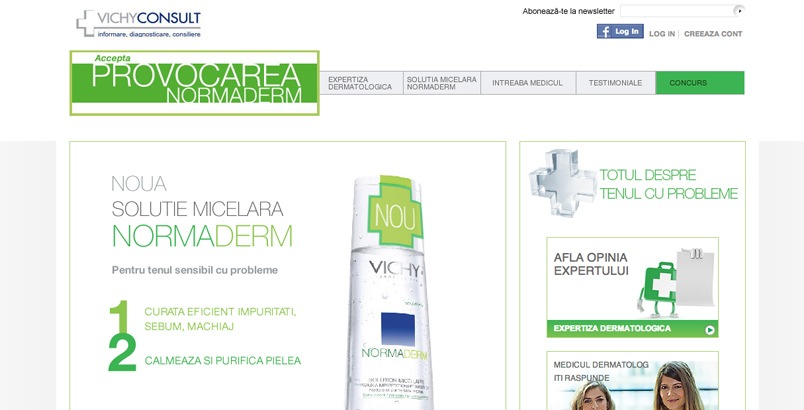 VICHYCONSULT
informare, diagnosticare, consiliere
Abonează-te la newsletter
f Log In
LOG IN | CREEAZA CONT
Accepta
PROVOCAREA
NORMADERM
EXPERTIZA
DERMATOLOGICA
SOLUTIA MICELARA
NORMADERM
INTREABA MEDICUL
TESTIMONIALE
CONCURS
NOUA
SOLUTIE MICELARA
NORMADERM
Pentru tenul sensibil cu probleme
1 CURATA EFICIENT IMPURITATI,
SEBUM, MACHIAJ
2 CALMEAZA SI PURIFICA PIELEA
NOU
VICHY
NORMADERM
TOTUL DESPRE
TENUL CU PROBLEME
AFLA OPINIA
EXPERTULUI
EXPERTIZA DERMATOLOGICA
MEDICUL DERMATOLOG
ITI RASPUNDE